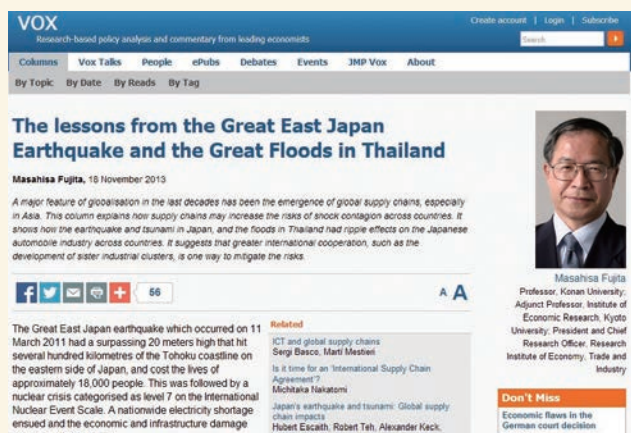 VOX
Research-based policy analysis and commentary from leading economists
Create account | Login | Subscribe
Search
Columns Vox Talks People ePubs Debates Events JMP Vox About
By Topic By Date By Reads By Tag
The lessons from the Great East Japan
Earthquake and the Great Floods in Thailand
Masahisa Fujita, 18 November 2013
A major feature of globalisation in the last decades has been the emergence of global supply chains, especially
in Asia. This column explains how supply chains may increase the risks of shock contagion across countries. It
shows how the earthquake and tsunami in Japan, and the floods in Thailand had ripple effects on the Japanese
automobile industry across countries. It suggests that greater international cooperation, such as the
development of sister industrial clusters, is one way to mitigate the risks.
56
A A
The Great East Japan earthquake which occurred on 11
March 2011 had a surpassing 20 meters high that hit
several hundred kilometres of the Tohoku coastline on
the eastern side of Japan, and cost the lives of
approximately 18,000 people. This was followed by a
nuclear crisis categorised as level 7 on the International
Nuclear Event Scale. A nationwide electricity shortage
ensued and the economic and infrastructure damage
Related
ICT and global supply chains
Sergi Basco, Martí Mestieri
Is it time for an 'International Supply Chain
Agreement'?
Michitaka Nakatomi
Japan's earthquake and tsunami: Global supply
chain impacts
Hubert Escaith, Robert Teh, Alexander Keck,
Masahisa Fujita
Professor, Konan University;
Adjunct Professor, Institute of
Economic Research, Kyoto
University; President and Chief
Research Officer, Research
Institute of Economy, Trade and
Industry
Don't Miss
Economic flaws in the
German court decision